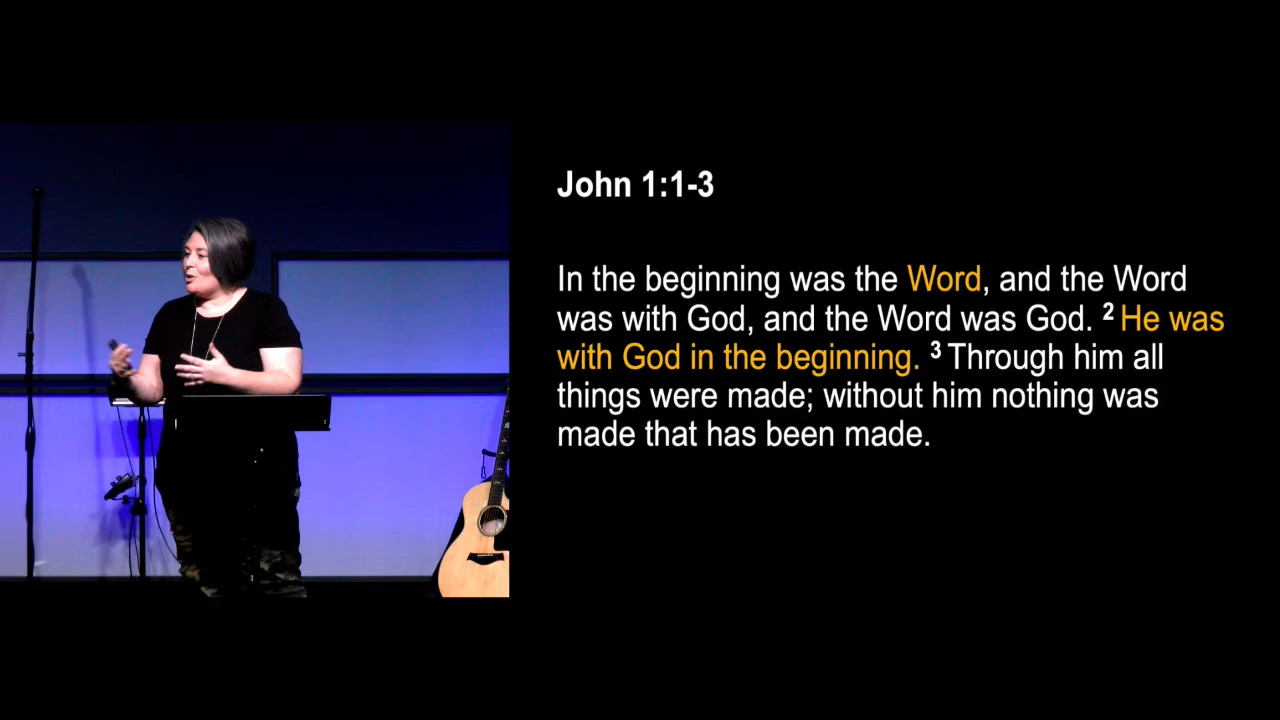 John 1:1-3
In the beginning was the Word, and the Word
was with God, and the Word was God. 2 He was
with God in the beginning. 3 Through him all
things were made; without him nothing was
made that has been made.